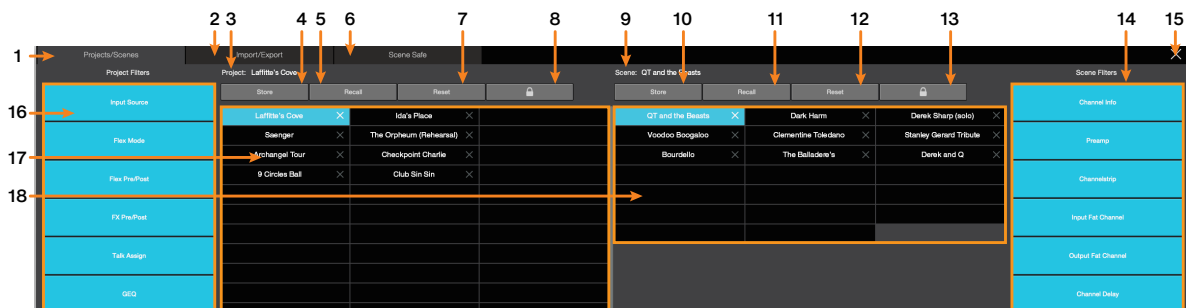 2 3 4 5 6 7 8 9 10 11 12 13 14 15
1 Projects/Scenes Import/Export Scene Safe
Project Filters Project: Laffitte's Cove Scene: QT and the Beasts Scene Filters
Store Recall Reset Store Recall Reset
16 Input Source Laffitte's Cove Ida's Place QT and the Beasts Dark Harm Derek Sharp (solo) Channel Info
Saenger The Orpheum (Rehearsal) Voodoo Boogaloo Clementine Toledano Stanley Gerard Tribute
Flex Mode Preamp
17 Archangel Tour Checkpoint Charlie Bourdello The Balladere's Derek and Q
9 Circles Ball Club Sin Sin
Flex Pre/Post Channelstrip
18
FX Pre/Post Input Fat Channel
Talk Assign Output Fat Channel
GEQ Channel Delay